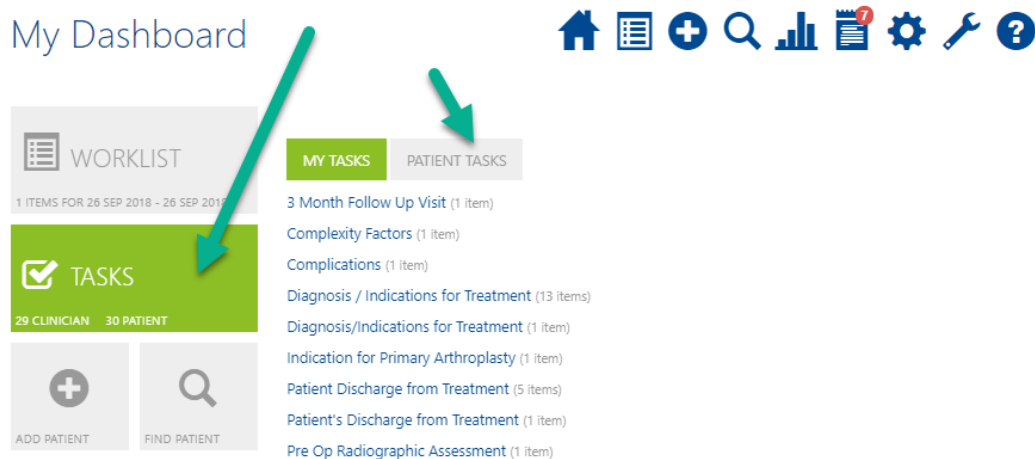 My Dashboard
7
WORKLIST
1 ITEMS FOR 26 SEP 2018 - 26 SEP 2018
TASKS
29 CLINICIAN 30 PATIENT
ADD PATIENT
FIND PATIENT
MY TASKS
PATIENT TASKS
3 Month Follow Up Visit (1 item)
Complexity Factors (1 item)
Complications (1 item)
Diagnosis / Indications for Treatment (13 items)
Diagnosis/Indications for Treatment (1 item)
Indication for Primary Arthroplasty (1 item)
Patient Discharge from Treatment (5 items)
Patient's Discharge from Treatment (1 item)
Pre Op Radiographic Assessment (1 item)